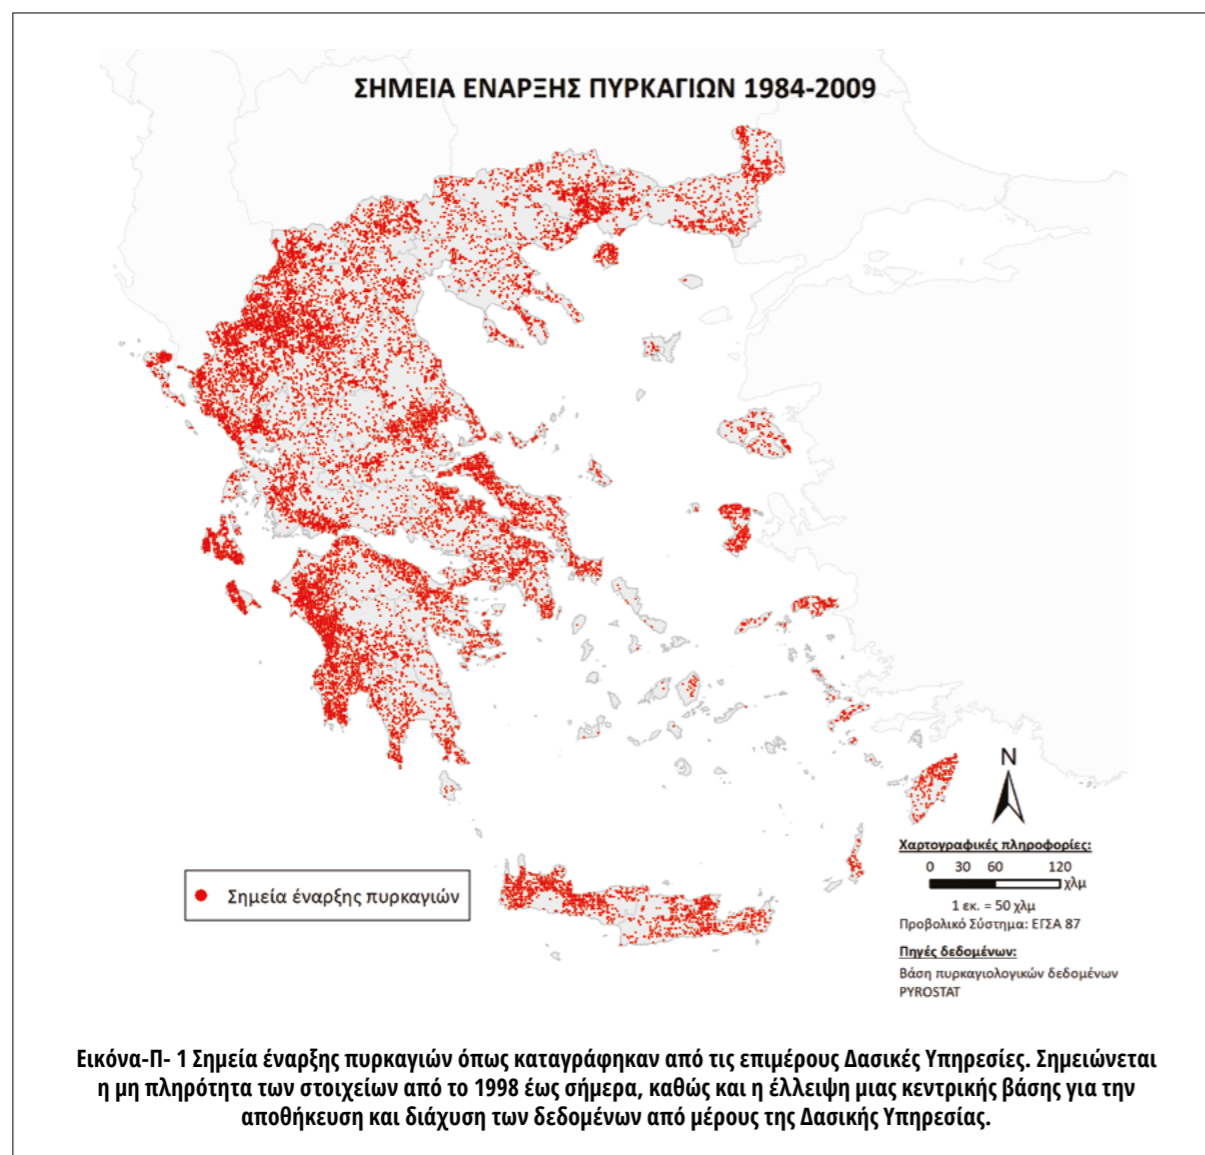 ΣΗΜΕΙΑ ΕΝΑΡΞΗΣ ΠΥΡΚΑΓΙΩΝ 1984-2009
N
Χαρτογραφικές πληροφορίες:
0 30 60 120
χλμ
1 εκ. = 50 χλμ
Προβολικό Σύστημα: ΕΓΣΑ 87
Πηγές δεδομένων:
Βάση πυρκαγιολογικών δεδομένων
PYROSTAT
Σημεία έναρξης πυρκαγιών
Εικόνα-Π- 1 Σημεία έναρξης πυρκαγιών όπως καταγράφηκαν από τις επιμέρους Δασικές Υπηρεσίες. Σημειώνεται
η μη πληρότητα των στοιχείων από το 1998 έως σήμερα, καθώς και η έλλειψη μιας κεντρικής βάσης για την
αποθήκευση και διάχυση των δεδομένων από μέρους της Δασικής Υπηρεσίας.